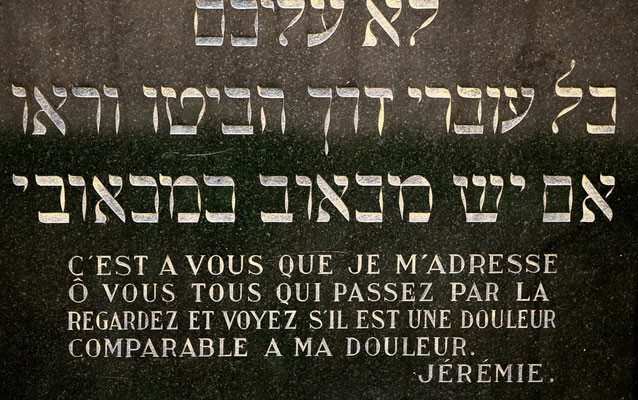 לא עליכם
כל עוברי דרך הביטו וראו
אם יש מכאוב כמכאובי
C'EST A VOUS QUE JE M'ADRESSE
Ô VOUS TOUS QUI PASSEZ PAR LA
REGARDEZ ET VOYEZ S'IL EST UNE DOULEUR
COMPARABLE A MA DOULEUR.
JÉRÉMIE.